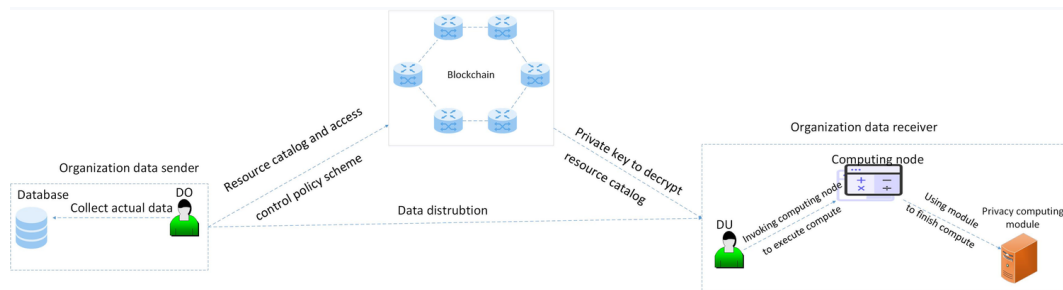 Blockchain
Resource catalog and access
control policy scheme
Private key to decrypt
resource catalog
Organization data sender
Database
DO
Collect actual data
Data distrubtion
Organization data receiver
Computing node
DU
Invoking computing node
to execute compute
Using module
to finish compute
Privacy computing
module